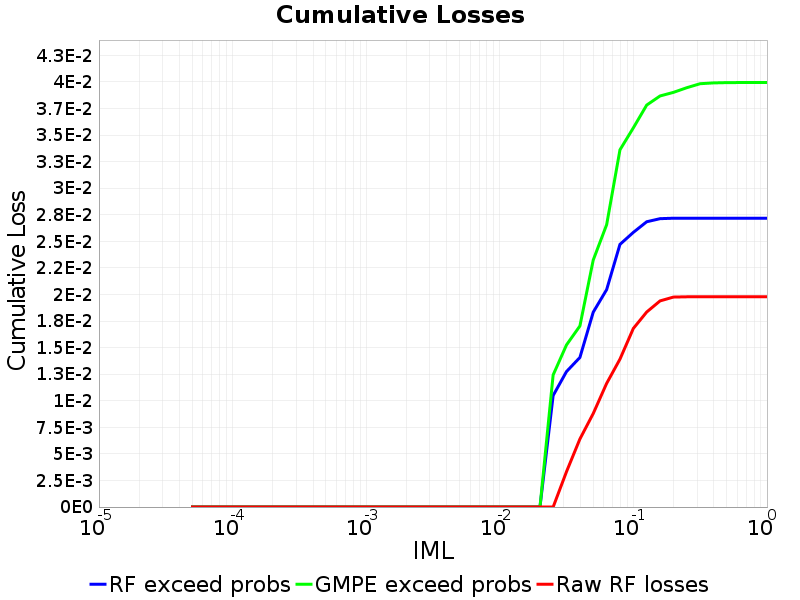 Cumulative Losses
Cumulative Loss
4.3E-2
4E-2
3.7E-2
3.5E-2
3.3E-2
3E-2
2.8E-2
2.5E-2
2.2E-2
2E-2
1.8E-2
1.5E-2
1.3E-2
1E-2
7.5E-3
5E-3
2.5E-3
0E0
10^-5 10^-4 10^-3 10^-2 10^-1 10^0
IML
RF exceed probs GMPE exceed probs Raw RF losses